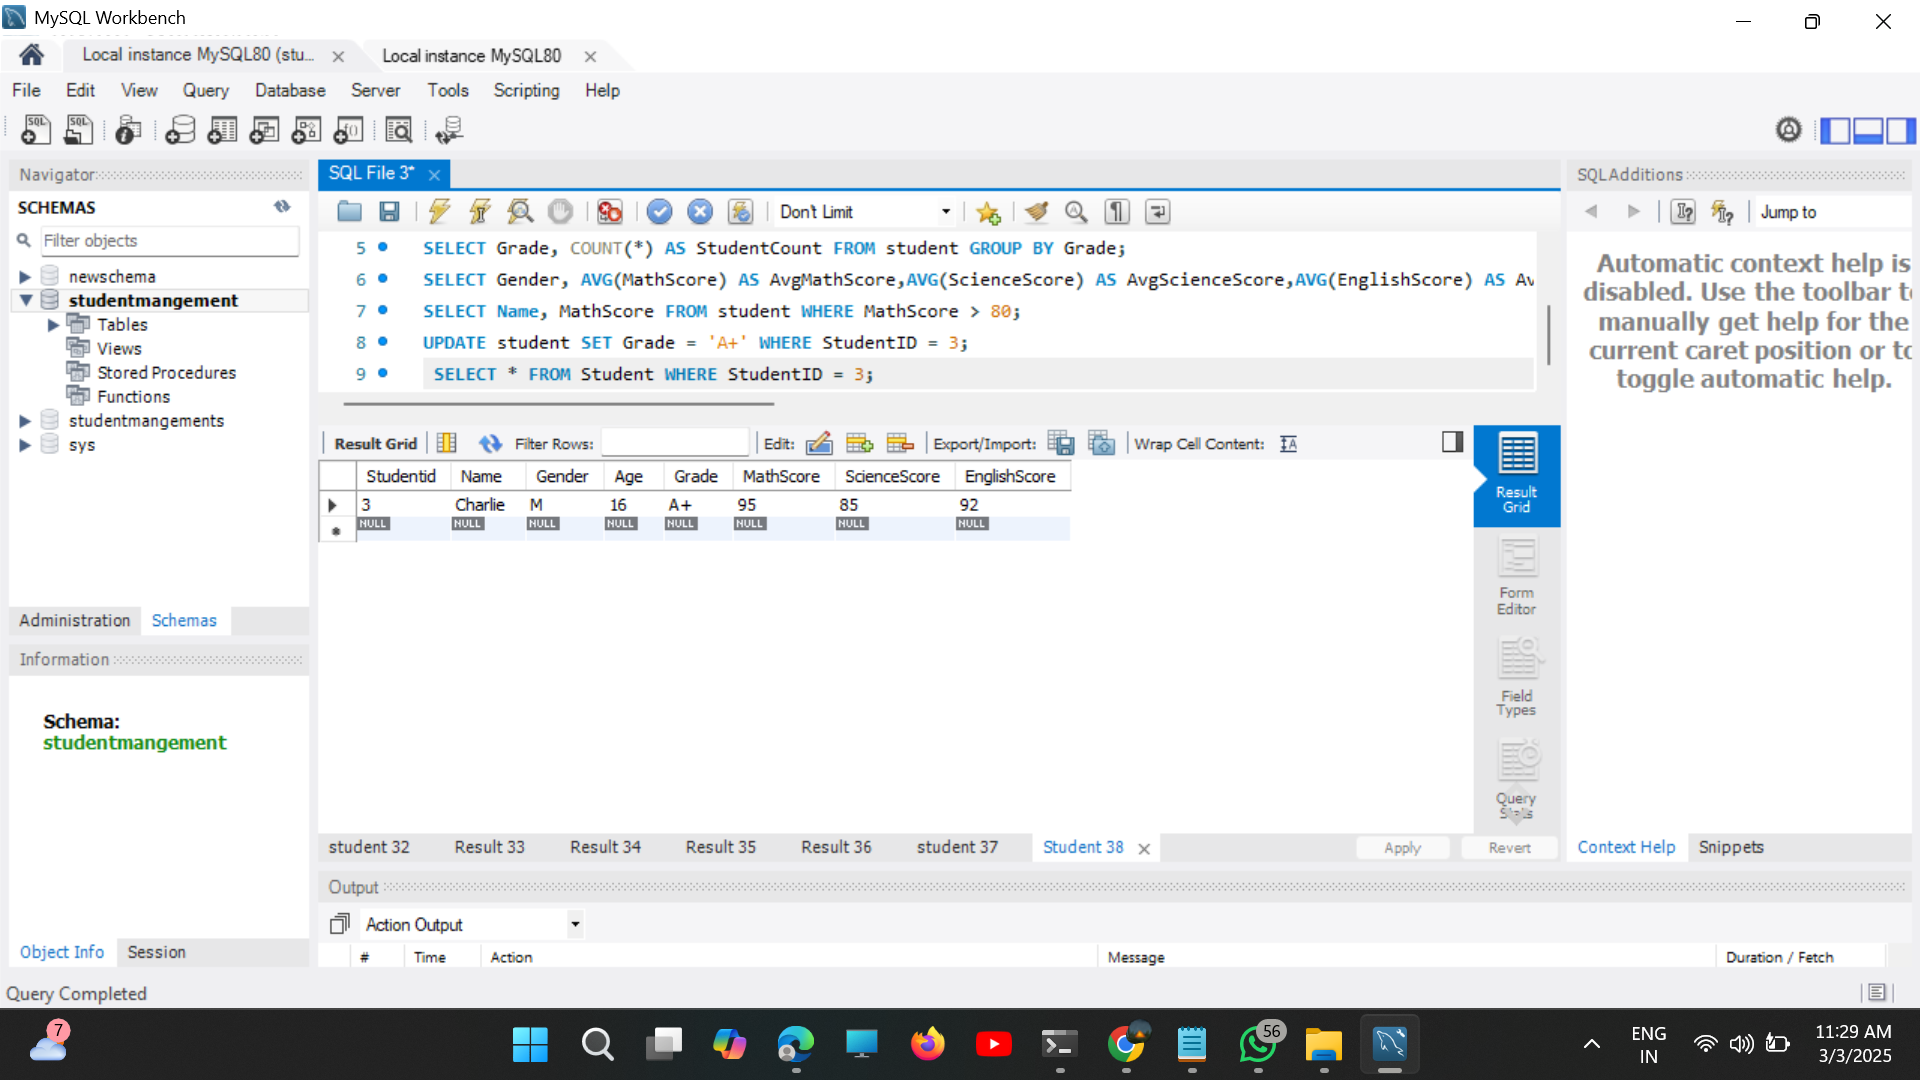 MySQL Workbench
Local instance MySQL80 (stu...
Local instance MySQL80
File Edit View Query Database Server Tools Scripting Help
Navigator
SCHEMAS
Filter objects
newschema
studentmangement
Tables
Views
Stored Procedures
Functions
studentmangements
sys
Administration Schemas
Information
Schema:
studentmangement
Object Info Session
Query Completed
SQL File 3*
Don't Limit
5 SELECT Grade, COUNT(*) AS StudentCount FROM student GROUP BY Grade;
6 SELECT Gender, AVG(MathScore) AS AvgMathScore,AVG(ScienceScore) AS AvgScienceScore,AVG(EnglishScore) AS Av
7 SELECT Name, MathScore FROM student WHERE MathScore > 80;
8 UPDATE student SET Grade = 'A+' WHERE StudentID = 3;
9 SELECT * FROM Student WHERE StudentID = 3;
Result Grid Filter Rows: Edit: Export/Import: Wrap Cell Content:
Studentid Name Gender Age Grade MathScore ScienceScore EnglishScore
3 Charlie M 16 A+ 95 85 92
NULL NULL NULL NULL NULL NULL NULL NULL
Result
Grid
Form
Editor
Field
Types
Query
Stats
student 32 Result 33 Result 34 Result 35 Result 36 student 37 Student 38
Apply Revert
Output
Action Output
# Time Action Message Duration / Fetch
SQLAdditions
Jump to
Automatic context help is
disabled. Use the toolbar to
manually get help for the
current caret position or to
toggle automatic help.
Context Help Snippets
7
56
ENG
IN
11:29 AM
3/3/2025